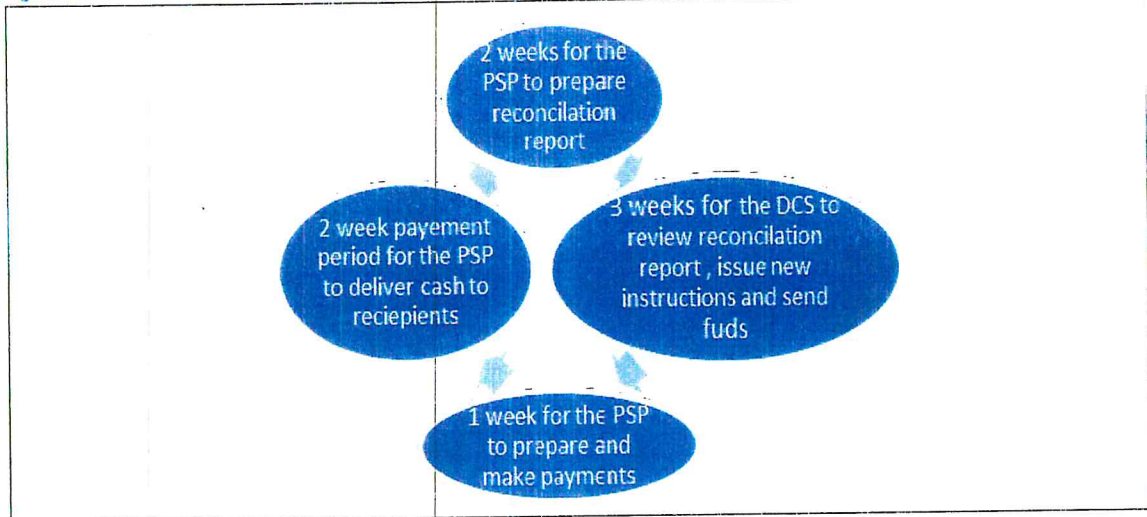 2 weeks for the
PSP to prepare
reconcilation
report
2 week payement
period for the PSP
to deliver cash to
reciepients
3 weeks for the DCS to
review reconcilation
report , issue new
instructions and send
fuds
1 week for the PSP
to prepare and
make payments